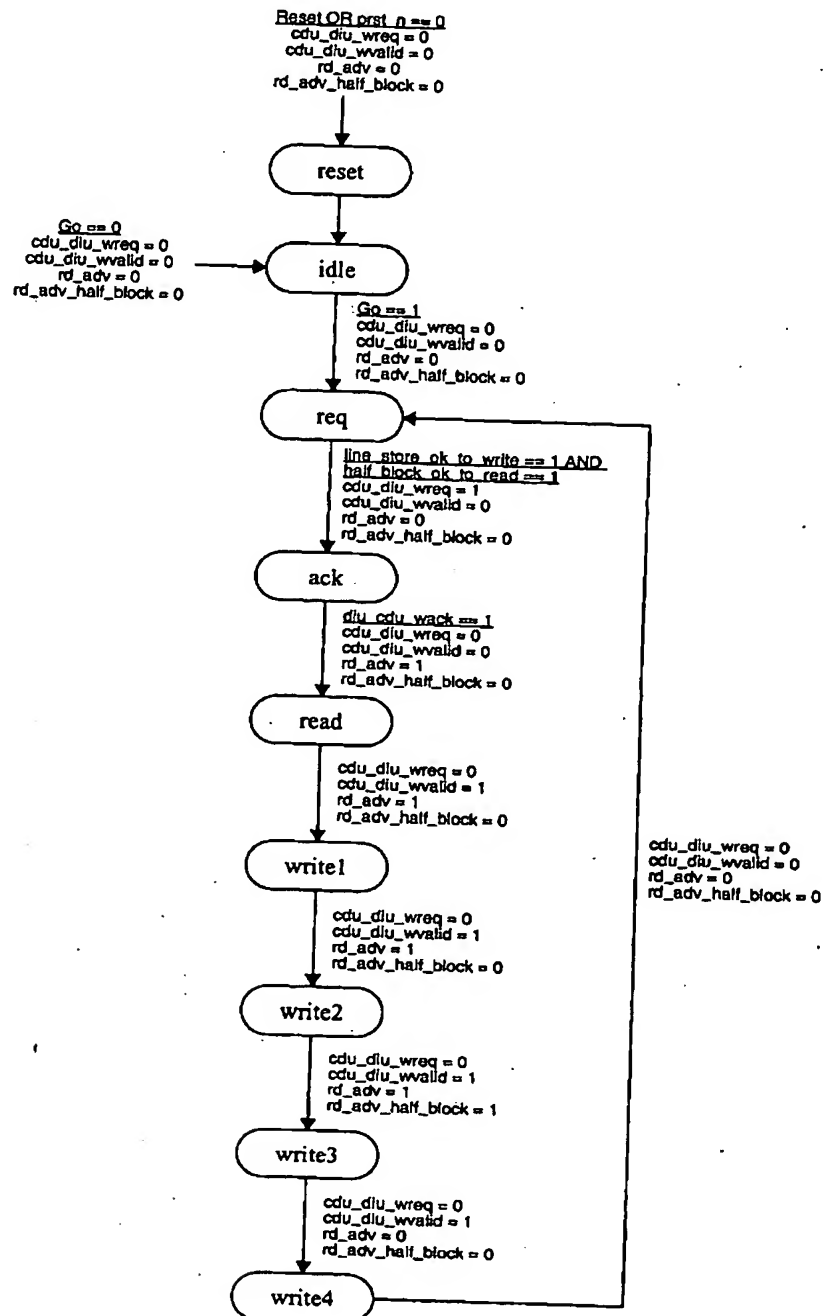 Reset OR prst_n == 0
cdu_diu_wreq = 0
cdu_diu_wvalid = 0
rd_adv = 0
rd_adv_half_block = 0
reset
Go == 0
cdu_diu_wreq = 0
cdu_diu_wvalid = 0
rd_adv = 0
rd_adv_half_block = 0
idle
Go == 1
cdu_diu_wreq = 0
cdu_diu_wvalid = 0
rd_adv = 0
rd_adv_half_block = 0
req
line_store_ok_to_write == 1 AND
half_block_ok_to_read == 1
cdu_diu_wreq = 1
cdu_diu_wvalid = 0
rd_adv = 0
rd_adv_half_block = 0
ack
diu_cdu_wack == 1
cdu_diu_wreq = 0
cdu_diu_wvalid = 0
rd_adv = 1
rd_adv_half_block = 0
read
cdu_diu_wreq = 0
cdu_diu_wvalid = 1
rd_adv = 1
rd_adv_half_block = 0
write1
cdu_diu_wreq = 0
cdu_diu_wvalid = 0
rd_adv = 0
rd_adv_half_block = 0
cdu_diu_wreq = 0
cdu_diu_wvalid = 1
rd_adv = 1
rd_adv_half_block = 0
write2
cdu_diu_wreq = 0
cdu_diu_wvalid = 1
rd_adv = 1
rd_adv_half_block = 1
write3
cdu_diu_wreq = 0
cdu_diu_wvalid = 1
rd_adv = 0
rd_adv_half_block = 0
write4